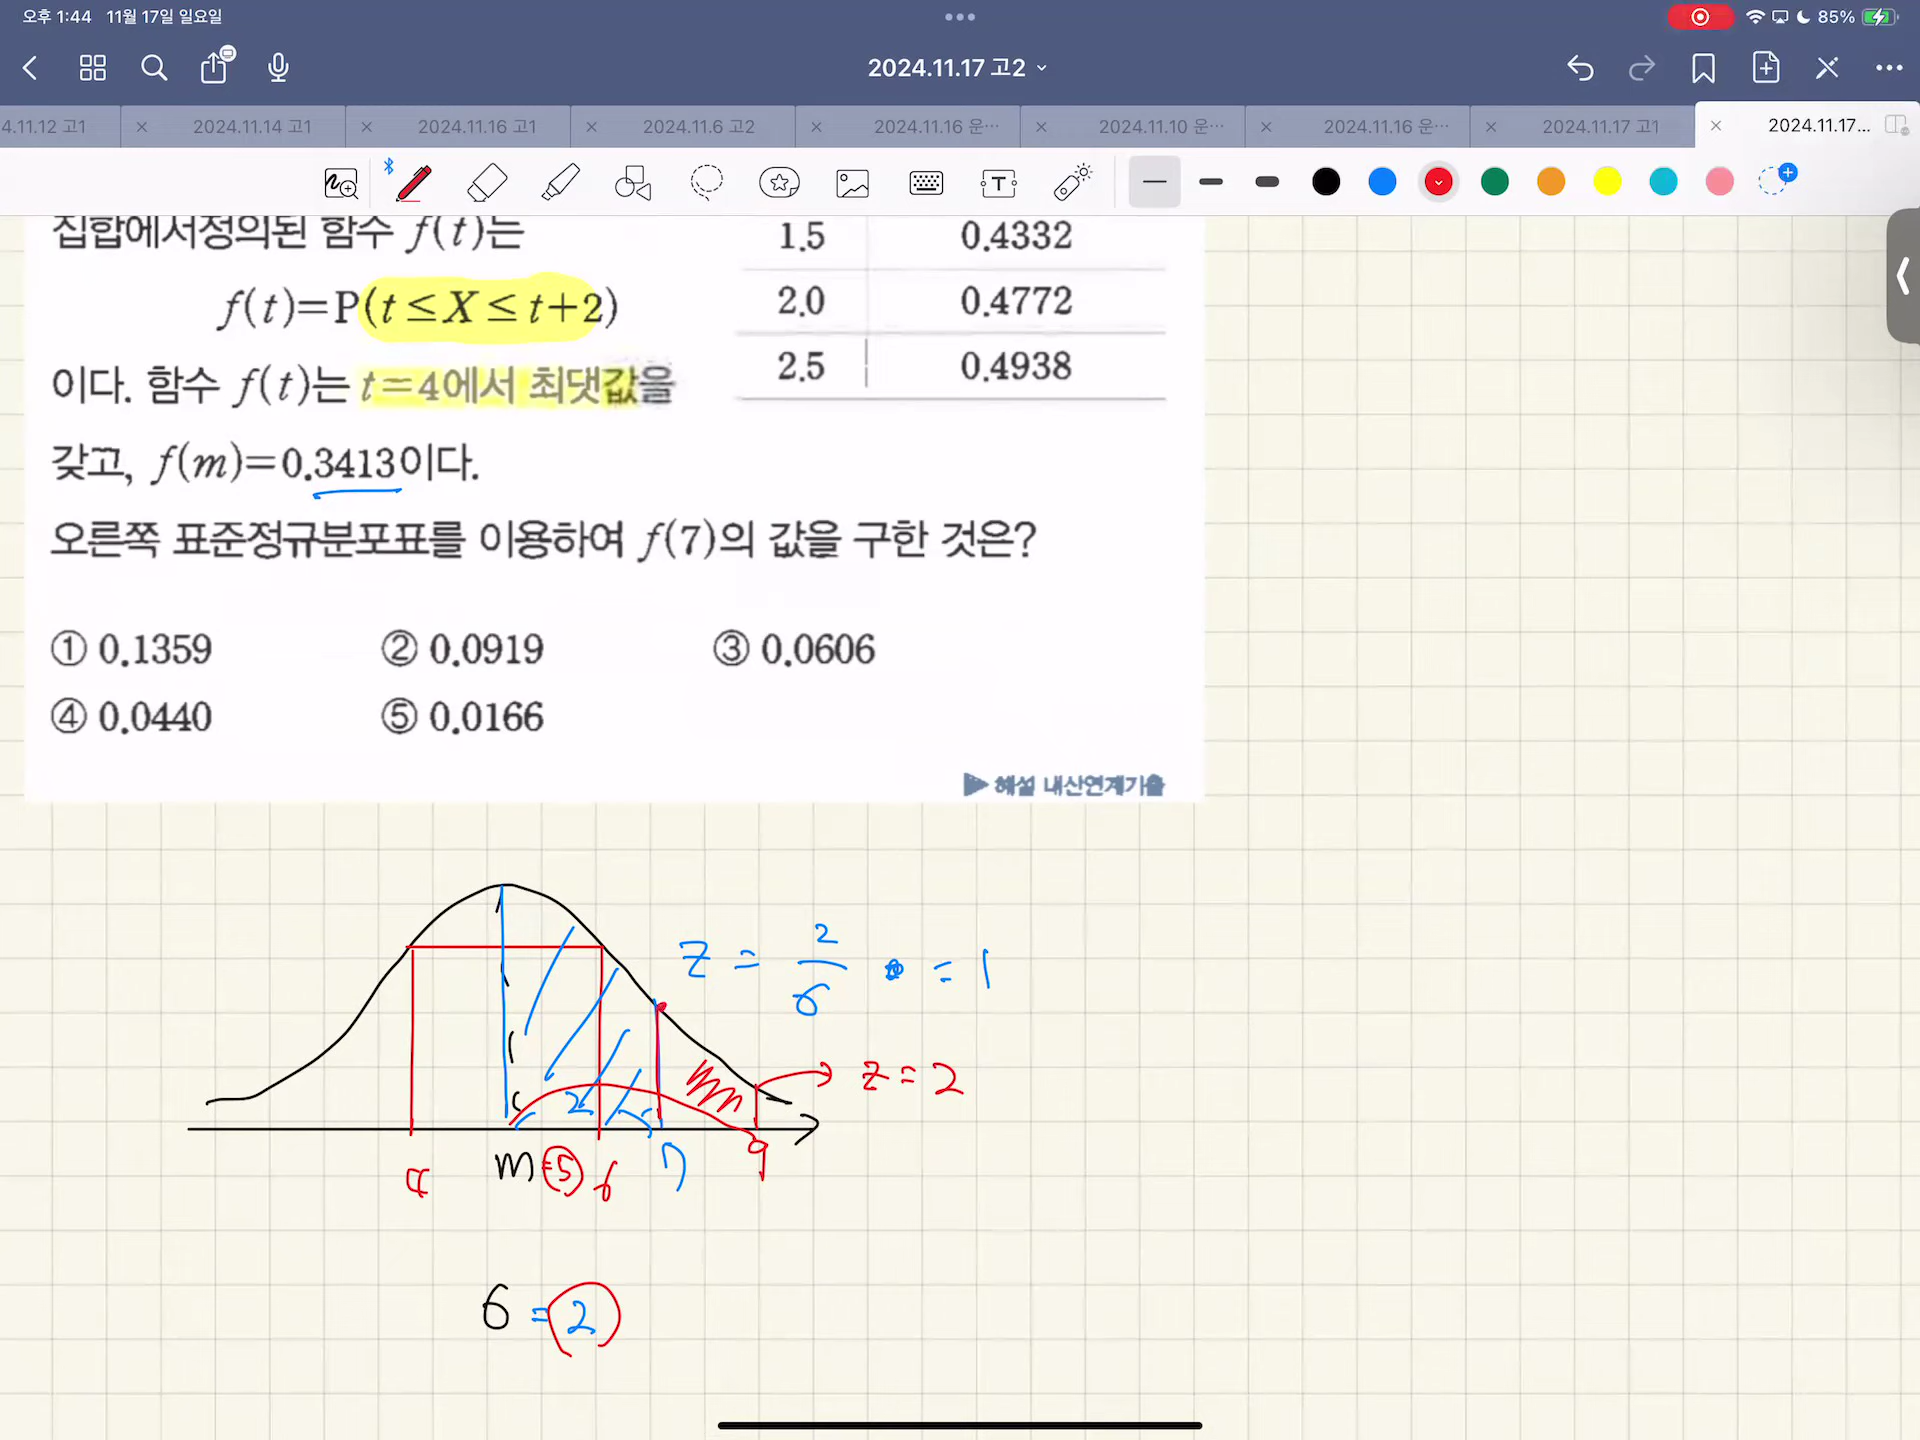 오후 1:44 11월 17일 일요일
85%
2024.11.17 고2
4.11.12 고1
2024.11.14 고1
2024.11.16 고1
2024.11.6 고2
2024.11.16 운…
2024.11.10 운…
2024.11.16 운…
2024.11.17 고1
2024.11.17...
집합에서정의된 함수 f(t)는
1.5 0.4332
f(t)=P(t≤X≤t+2)
2.0 0.4772
이다. 함수 f(t)는 t=4에서 최댓값을
2.5 0.4938
갖고, f(m)=0.3413이다.
오른쪽 표준정규분포표를 이용하여 f(7)의 값을 구한 것은?
① 0.1359 ② 0.0919 ③ 0.0606
④ 0.0440 ⑤ 0.0166
▶ 해설 내신연계기출
z = 2/σ = 1
z = 2
2
4 m =5 6 7 9
σ = 2